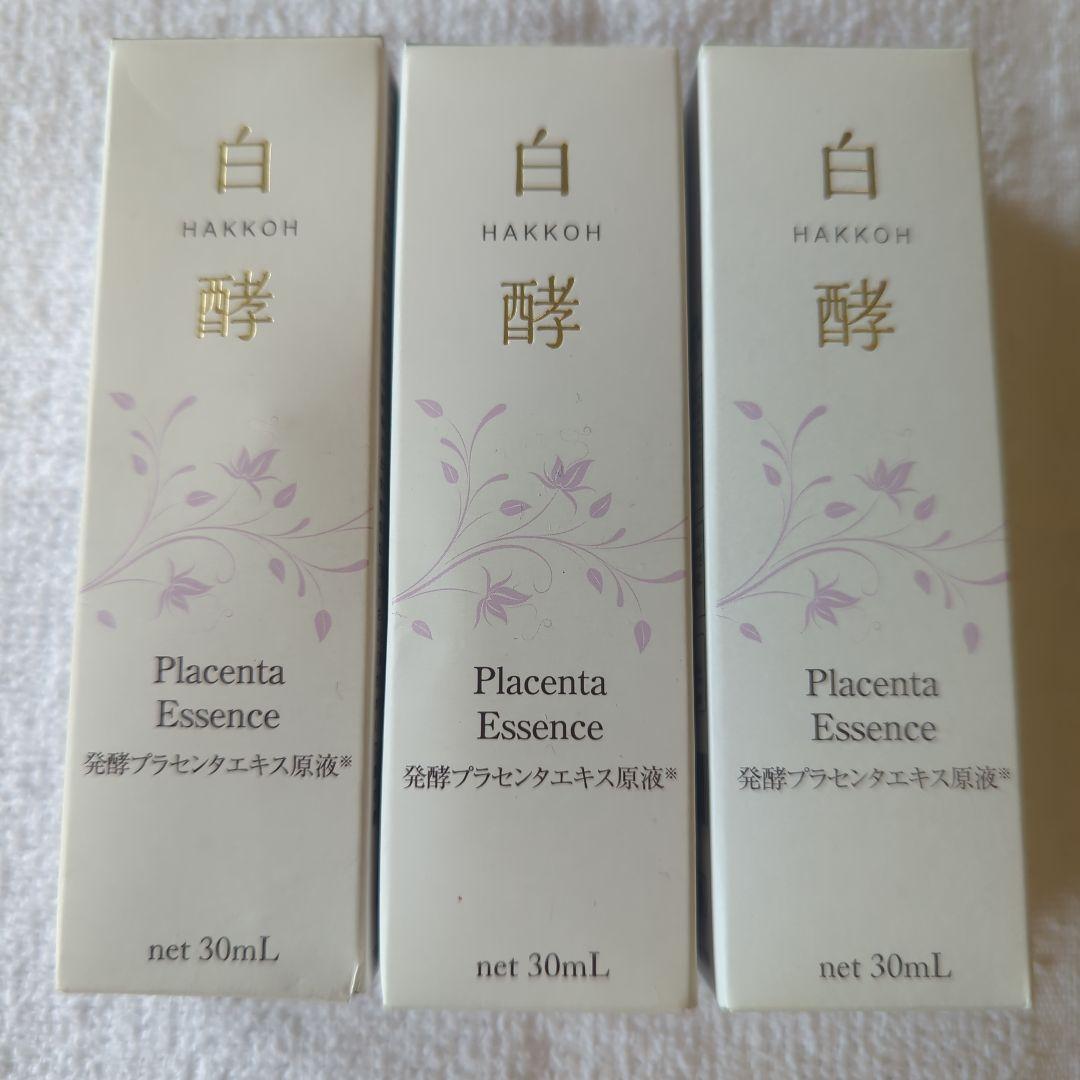 白
HAKKOH
酵
Placenta
Essence
発酵プラセンタエキス原液※
net 30mL
白
HAKKOH
酵
Placenta
Essence
発酵プラセンタエキス原液※
net 30mL
白
HAKKOH
酵
Placenta
Essence
発酵プラセンタエキス原液※
net 30mL